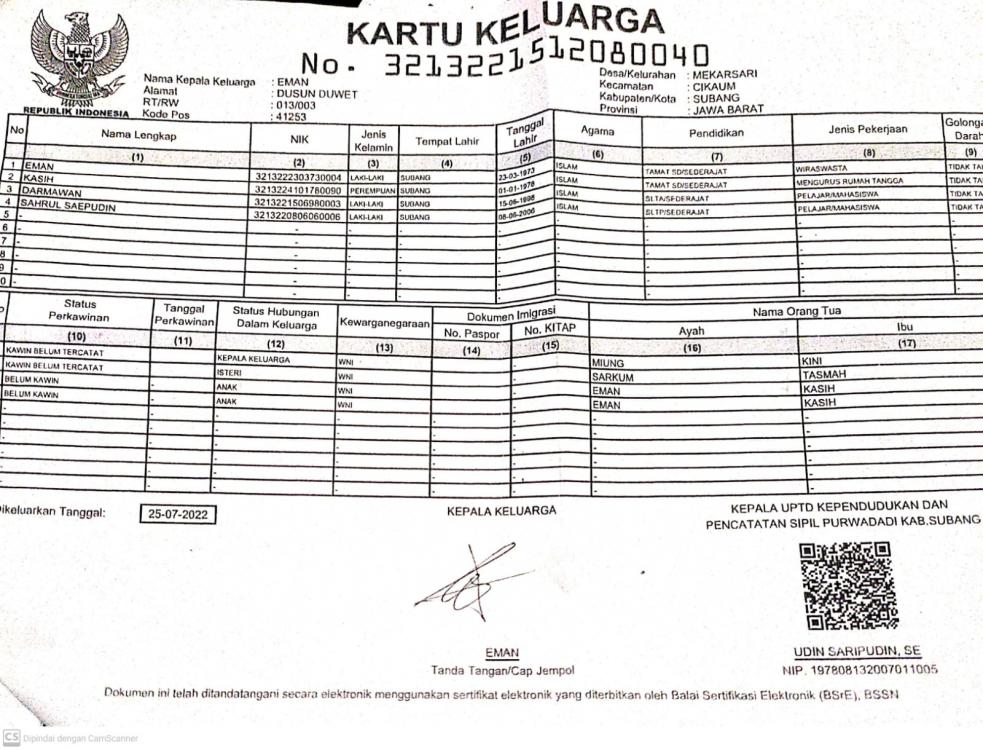 KARTU KELUARGA
No. 3213221512080040
REPUBLIK INDONESIA
Nama Kepala Keluarga : EMAN
Alamat : DUSUN DUWET
RT/RW : 013/003
Kode Pos : 41253
Desa/Kelurahan : MEKARSARI
Kecamatan : CIKAUM
Kabupaten/Kota : SUBANG
Provinsi : JAWA BARAT
No Nama Lengkap NIK Jenis Kelamin Tempat Lahir Tanggal Lahir Agama Pendidikan Jenis Pekerjaan Golonga Darah
(1) (2) (3) (4) (5) (6) (7) (8) (9)
1 EMAN 3213222303730004 LAKI-LAKI SUBANG 23-03-1973 ISLAM TAMAT SD/SEDERAJAT WIRASWASTA TIDAK TA
2 KASIH 3213224101780090 PEREMPUAN SUBANG 01-01-1978 ISLAM TAMAT SD/SEDERAJAT MENGURUS RUMAH TANGGA TIDAK TA
3 DARMAWAN 3213221506980003 LAKI-LAKI SUBANG 15-06-1998 ISLAM SLTA/SEDERAJAT PELAJAR/MAHASISWA TIDAK TA
4 SAHRUL SAEPUDIN 3213220806060006 LAKI-LAKI SUBANG 08-06-2006 ISLAM SLTP/SEDERAJAT PELAJAR/MAHASISWA TIDAK TA
5 - - - - - - - - -
6 - - - - - - - - -
7 - - - - - - - - -
8 - - - - - - - - -
9 - - - - - - - - -
0 - - - - - - - - -
Status Perkawinan Tanggal Perkawinan Status Hubungan Dalam Keluarga Kewarganegaraan Dokumen Imigrasi Nama Orang Tua
No. Paspor No. KITAP Ayah Ibu
(10) (11) (12) (13) (14) (15) (16) (17)
KAWIN BELUM TERCATAT KEPALA KELUARGA WNI MIUNG KINI
KAWIN BELUM TERCATAT ISTERI WNI SARKUM TASMAH
BELUM KAWIN - ANAK WNI EMAN KASIH
BELUM KAWIN - ANAK WNI EMAN KASIH
ikeluarkan Tanggal: 25-07-2022
KEPALA KELUARGA
EMAN
Tanda Tangan/Cap Jempol
KEPALA UPTD KEPENDUDUKAN DAN
PENCATATAN SIPIL PURWADADI KAB.SUBANG
UDIN SARIPUDIN, SE
NIP. 197808132007011005
Dokumen ini telah ditandatangani secara elektronik menggunakan sertifikat elektronik yang diterbitkan oleh Balai Sertifikasi Elektronik (BSrE), BSSN
CS Dipindai dengan CamScanner